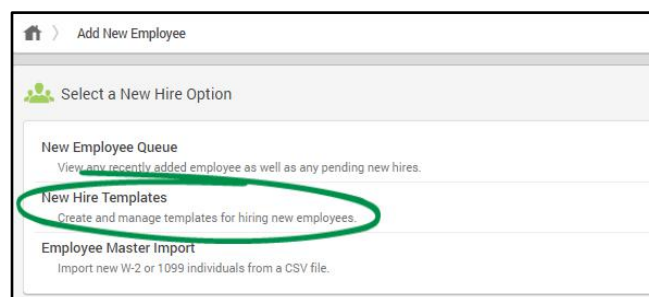 Add New Employee
Select a New Hire Option
New Employee Queue
View any recently added employee as well as any pending new hires.
New Hire Templates
Create and manage templates for hiring new employees.
Employee Master Import
Import new W-2 or 1099 individuals from a CSV file.